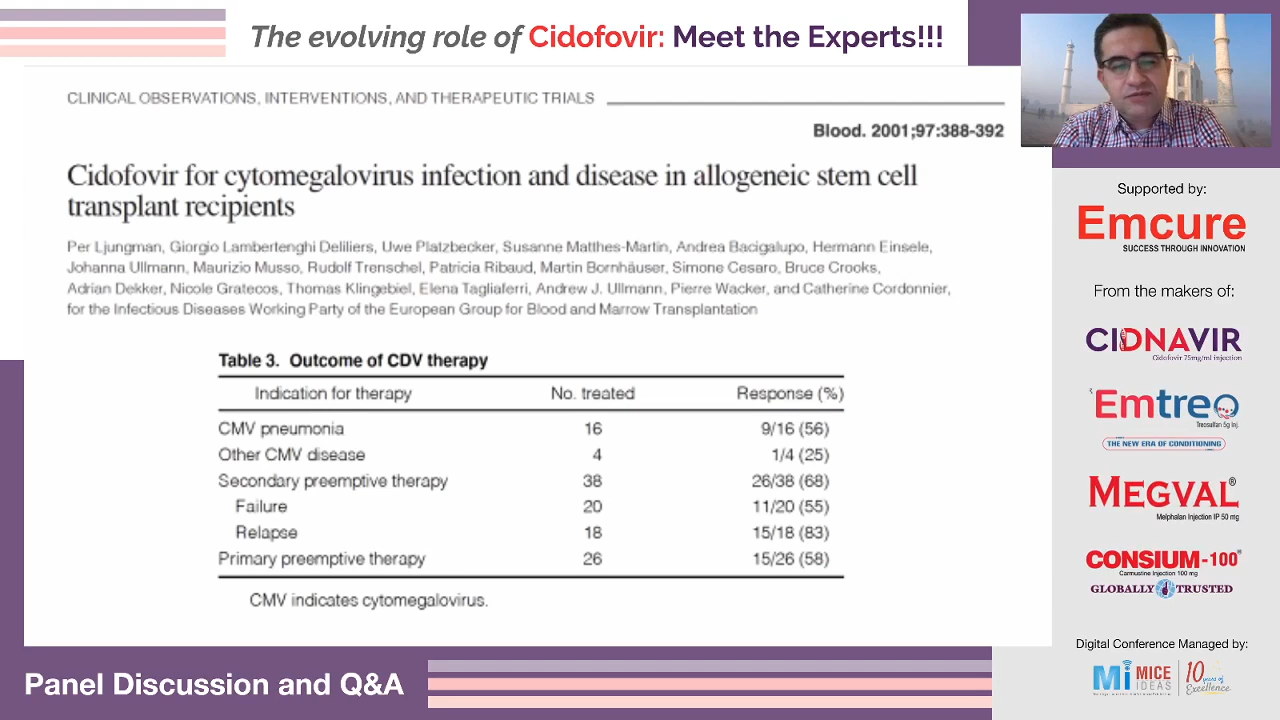 The evolving role of Cidofovir: Meet the Experts!!!
CLINICAL OBSERVATIONS, INTERVENTIONS, AND THERAPEUTIC TRIALS
Blood. 2001;97:388-392
Cidofovir for cytomegalovirus infection and disease in allogeneic stem cell
transplant recipients
Per Ljungman, Giorgio Lambertenghi Deliliers, Uwe Platzbecker, Susanne Matthes-Martin, Andrea Bacigalupo, Hermann Einsele,
Johanna Ullmann, Maurizio Musso, Rudolf Trenschel, Patricia Ribaud, Martin Bornhäuser, Simone Cesaro, Bruce Crooks,
Adrian Dekker, Nicole Gratecos, Thomas Klingebiel, Elena Tagliaferri, Andrew J. Ullmann, Pierre Wacker, and Catherine Cordonnier,
for the Infectious Diseases Working Party of the European Group for Blood and Marrow Transplantation
Table 3. Outcome of CDV therapy
Indication for therapy No. treated Response (%)
CMV pneumonia 16 9/16 (56)
Other CMV disease 4 1/4 (25)
Secondary preemptive therapy 38 26/38 (68)
Failure 20 11/20 (55)
Relapse 18 15/18 (83)
Primary preemptive therapy 26 15/26 (58)
CMV indicates cytomegalovirus.
Panel Discussion and Q&A
Supported by:
Emcure
SUCCESS THROUGH INNOVATION
From the makers of:
CIDNAVIR
Cidofovir 75mg/ml injection
Emtreo
Treosulfan 5g Inj.
THE NEW ERA OF CONDITIONING
MEGVAL®
Melphalan Injection IP 50 mg
CONSIUM-100®
Carmustine Injection 100 mg
GLOBALLY TRUSTED
Digital Conference Managed by:
Mi MICE IDEAS
10 years of Excellence